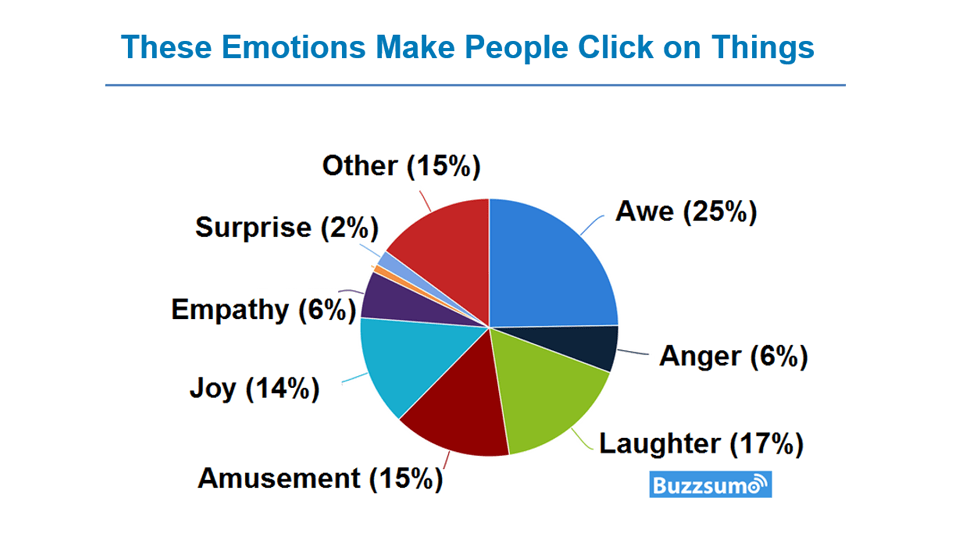 These Emotions Make People Click on Things
Other (15%)
Awe (25%)
Surprise (2%)
Empathy (6%)
Anger (6%)
Joy (14%)
Laughter (17%)
Amusement (15%)
Buzzsumo